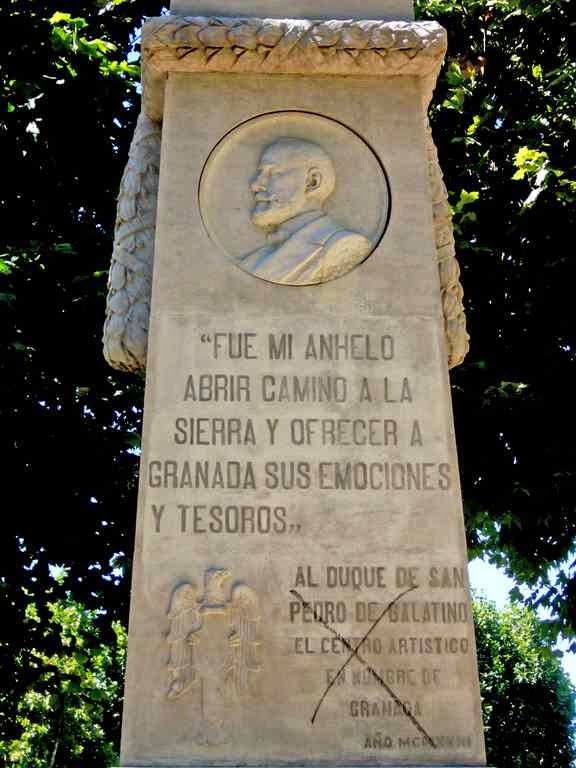 “FUE MI ANHELO
ABRIR CAMINO A LA
SIERRA Y OFRECER A
GRANADA SUS EMOCIONES
Y TESOROS„
AL DUQUE DE SAN
PEDRO DE GALATINO
EL CENTRO ARTISTICO
EN NOMBRE DE
GRANADA
AÑO